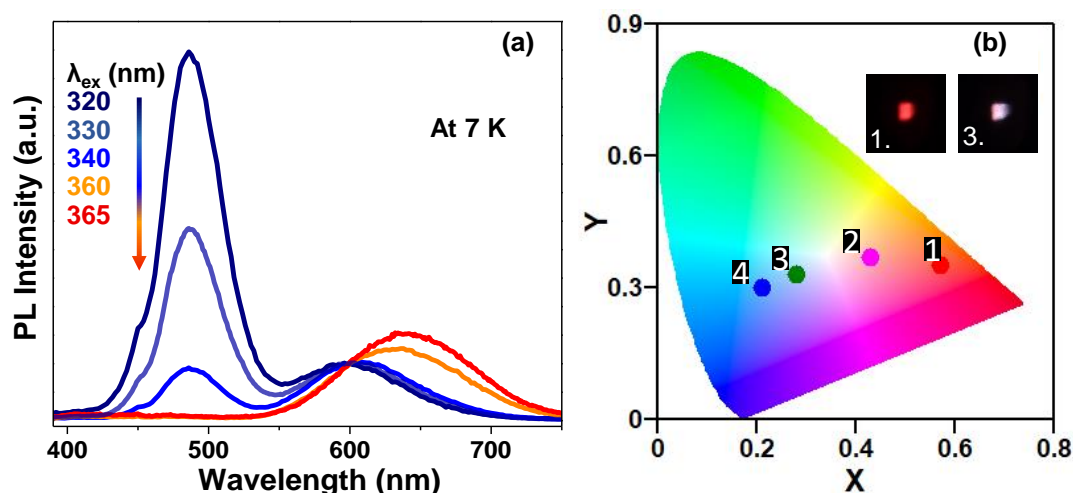 (a)
λex (nm)
320
330
340
360
365
At 7 K
PL Intensity (a.u.)
400 500 600 700
Wavelength (nm)
(b)
1. 3.
0.9
0.6
0.3
0
Y
4 3 2 1
0 0.2 0.4 0.6 0.8
X